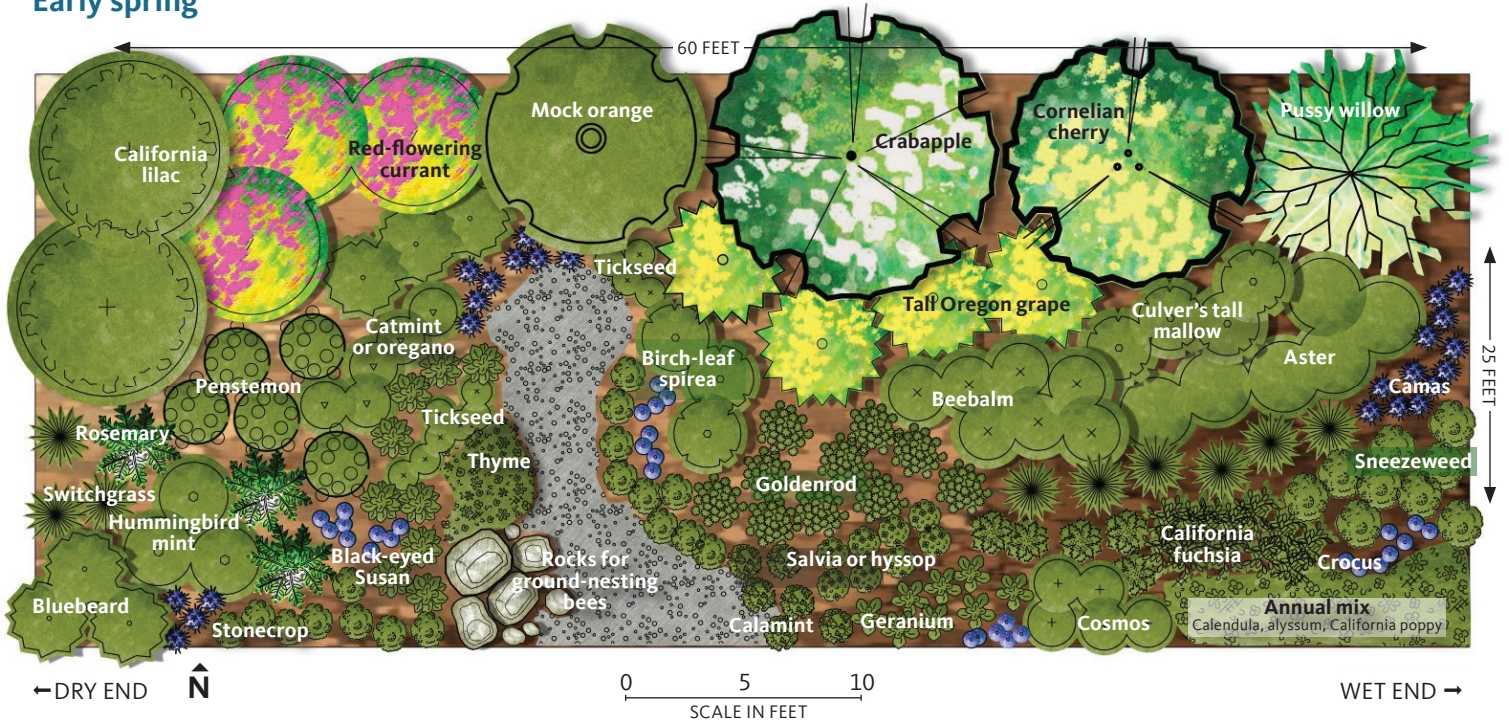 Early spring
60 FEET
Mock orange
Crabapple
Cornelian
cherry
Pussy willow
California
lilac
Red-flowering
currant
Tickseed
Tall Oregon grape
Culver's tall
mallow
Catmint
or oregano
Birch-leaf
spirea
Aster
25 FEET
Penstemon
Beebalm
Camas
Tickseed
Rosemary
Thyme
Sneezeweed
Switchgrass
Goldenrod
Hummingbird
mint
California
fuchsia
Black-eyed
Susan
Rocks for
ground-nesting
bees
Salvia or hyssop
Crocus
Bluebeard
Stonecrop
Calamint
Geranium
Cosmos
Annual mix
Calendula, alyssum, California poppy
←DRY END
N
0 5 10
SCALE IN FEET
WET END →